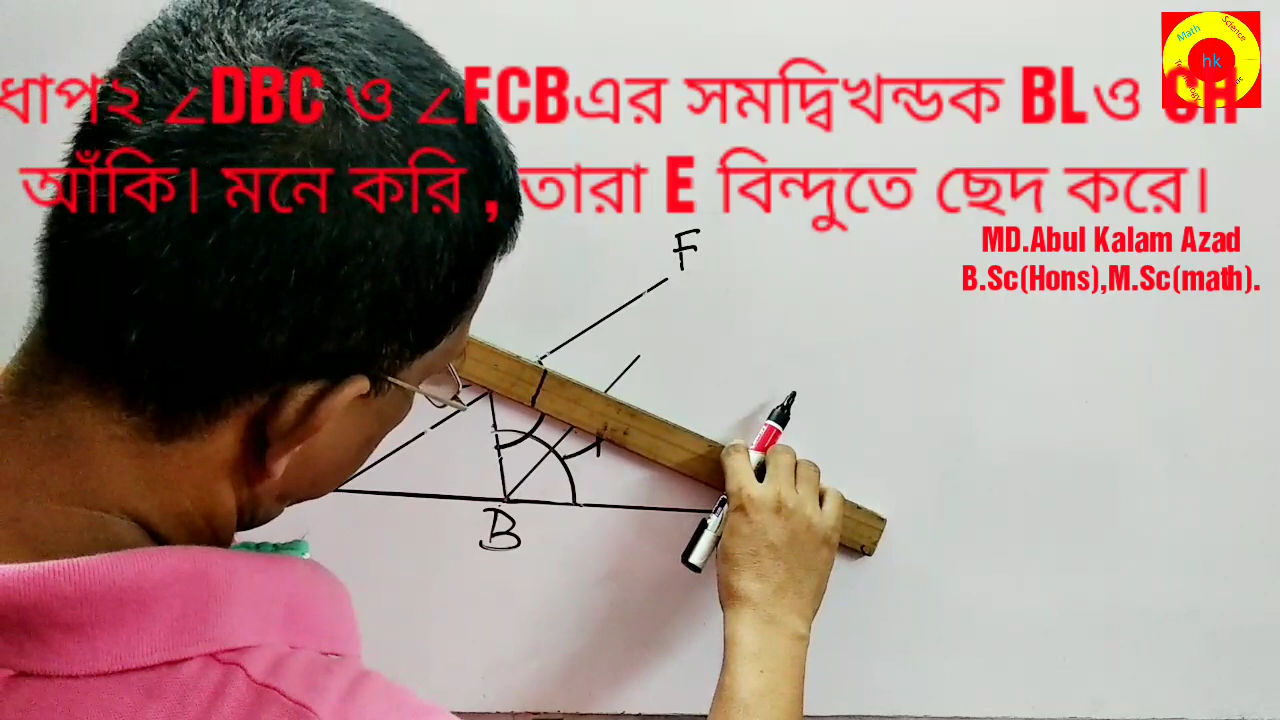 ধাপ২ ∠DBC ও ∠FCBএর সমদ্বিখন্ডক BLও CH
আঁকি। মনে করি , তারা E বিন্দুতে ছেদ করে।
MD.Abul Kalam Azad
B.Sc(Hons),M.Sc(math).
Math Science
hk
F
B